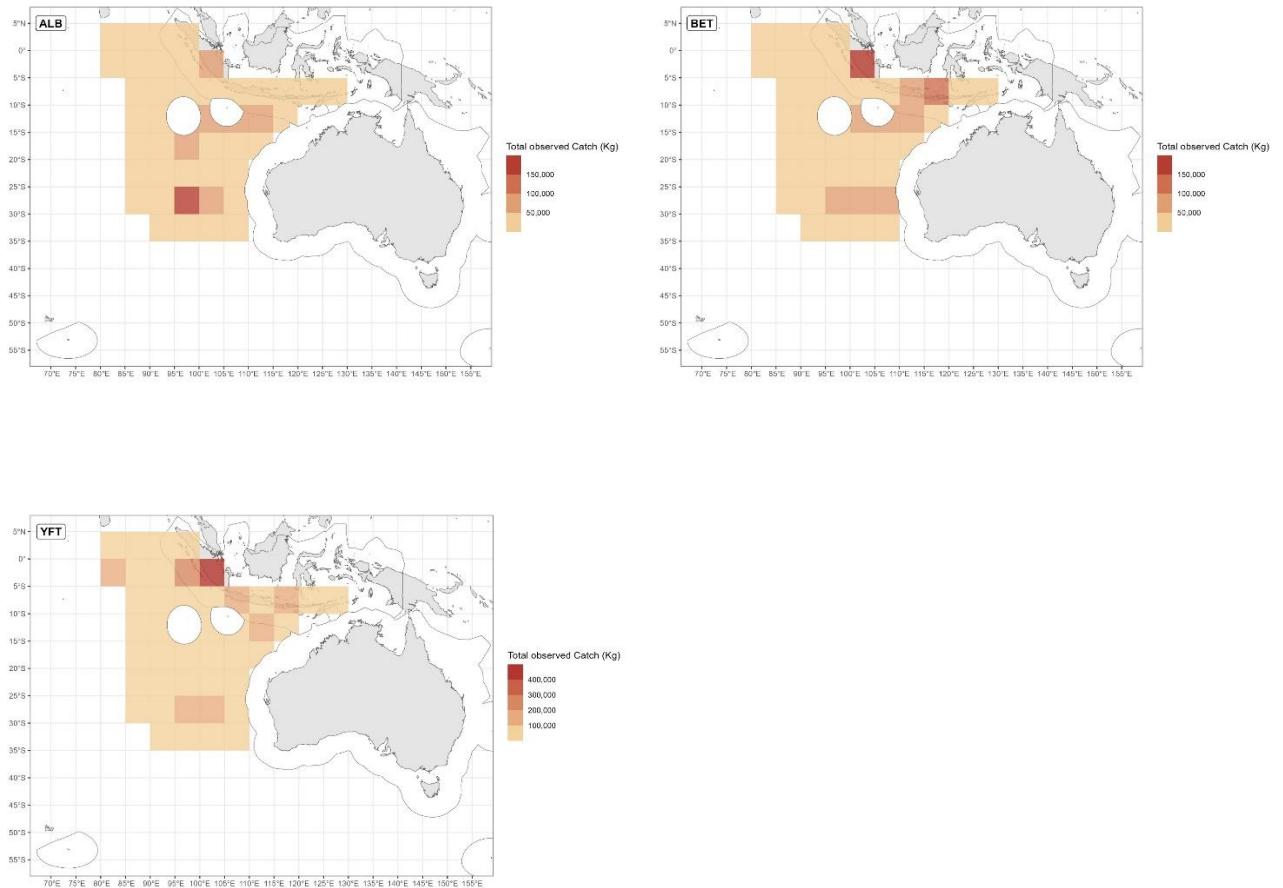 ALB
5°N
0°
5°S
10°S
15°S
20°S
25°S
30°S
35°S
40°S
45°S
50°S
55°S
70°E 75°E 80°E 85°E 90°E 95°E 100°E 105°E 110°E 115°E 120°E 125°E 130°E 135°E 140°E 145°E 150°E 155°E
Total observed Catch (Kg)
150,000
100,000
50,000
BET
5°N
0°
5°S
10°S
15°S
20°S
25°S
30°S
35°S
40°S
45°S
50°S
55°S
70°E 75°E 80°E 85°E 90°E 95°E 100°E 105°E 110°E 115°E 120°E 125°E 130°E 135°E 140°E 145°E 150°E 155°E
Total observed Catch (Kg)
150,000
100,000
50,000
YFT
5°N
0°
5°S
10°S
15°S
20°S
25°S
30°S
35°S
40°S
45°S
50°S
55°S
70°E 75°E 80°E 85°E 90°E 95°E 100°E 105°E 110°E 115°E 120°E 125°E 130°E 135°E 140°E 145°E 150°E 155°E
Total observed Catch (Kg)
400,000
300,000
200,000
100,000